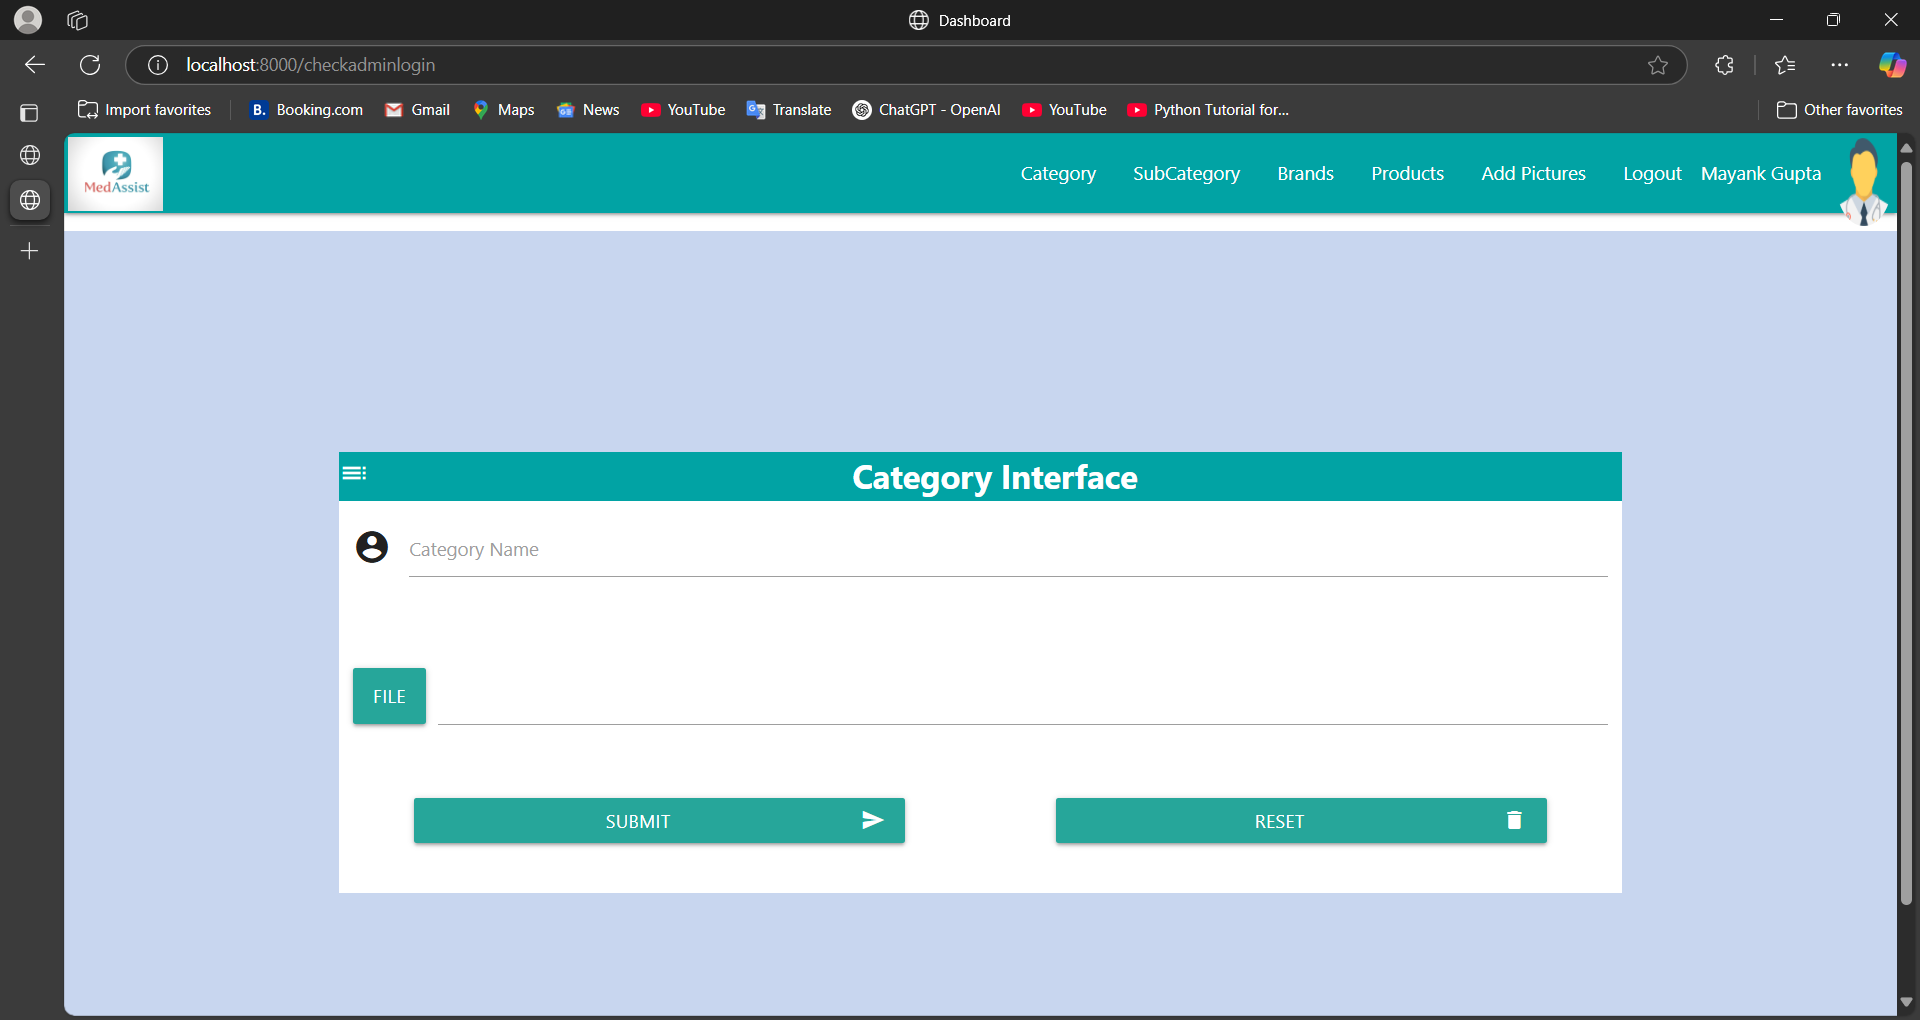 Dashboard
localhost:8000/checkadminlogin
Import favorites
B. Booking.com
Gmail
Maps
News
YouTube
Translate
ChatGPT - OpenAI
YouTube
Python Tutorial for...
Other favorites
MedAssist
Category
SubCategory
Brands
Products
Add Pictures
Logout
Mayank Gupta
Category Interface
Category Name
FILE
SUBMIT
RESET